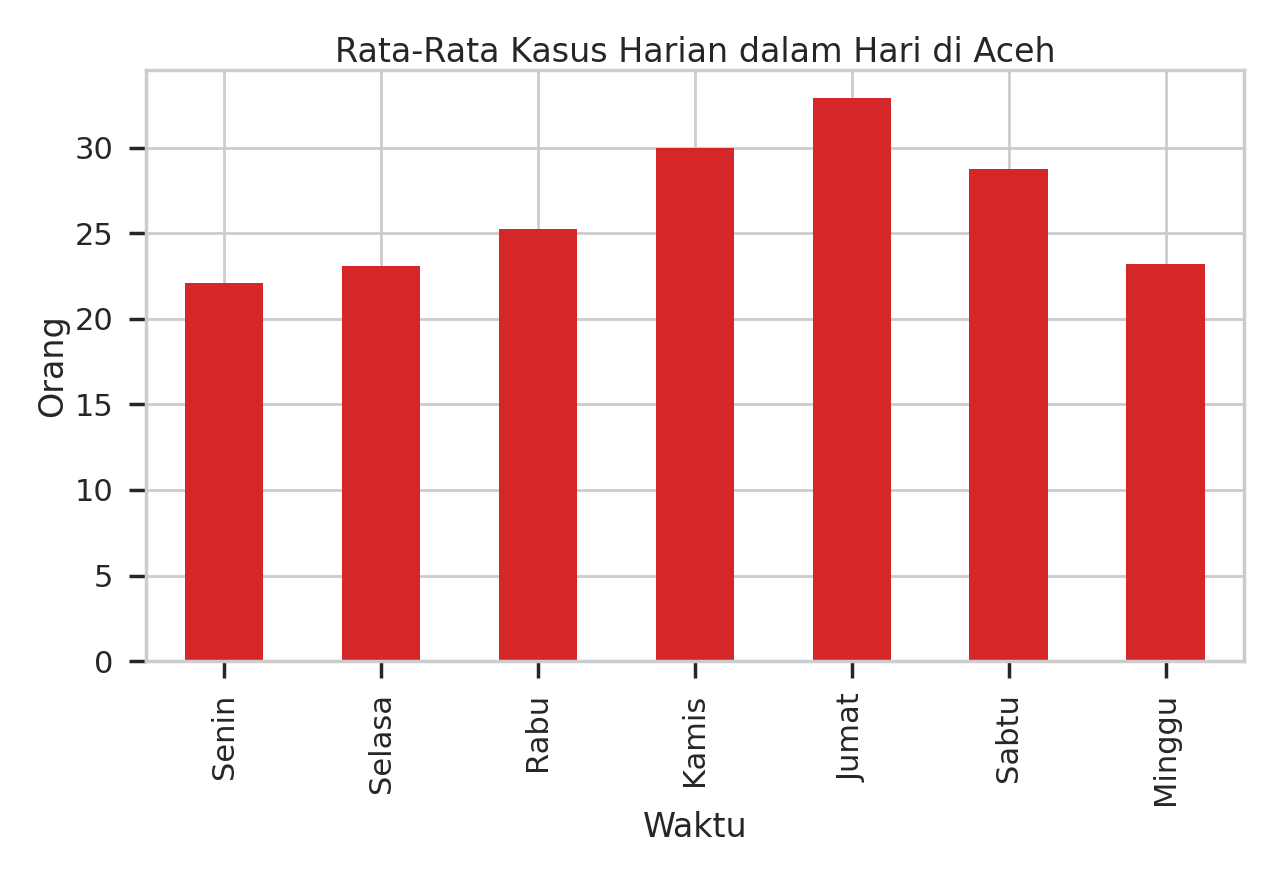 Rata-Rata Kasus Harian dalam Hari di Aceh
30
25
20
15
10
5
0
Orang
Senin
Selasa
Rabu
Kamis
Jumat
Sabtu
Minggu
Waktu